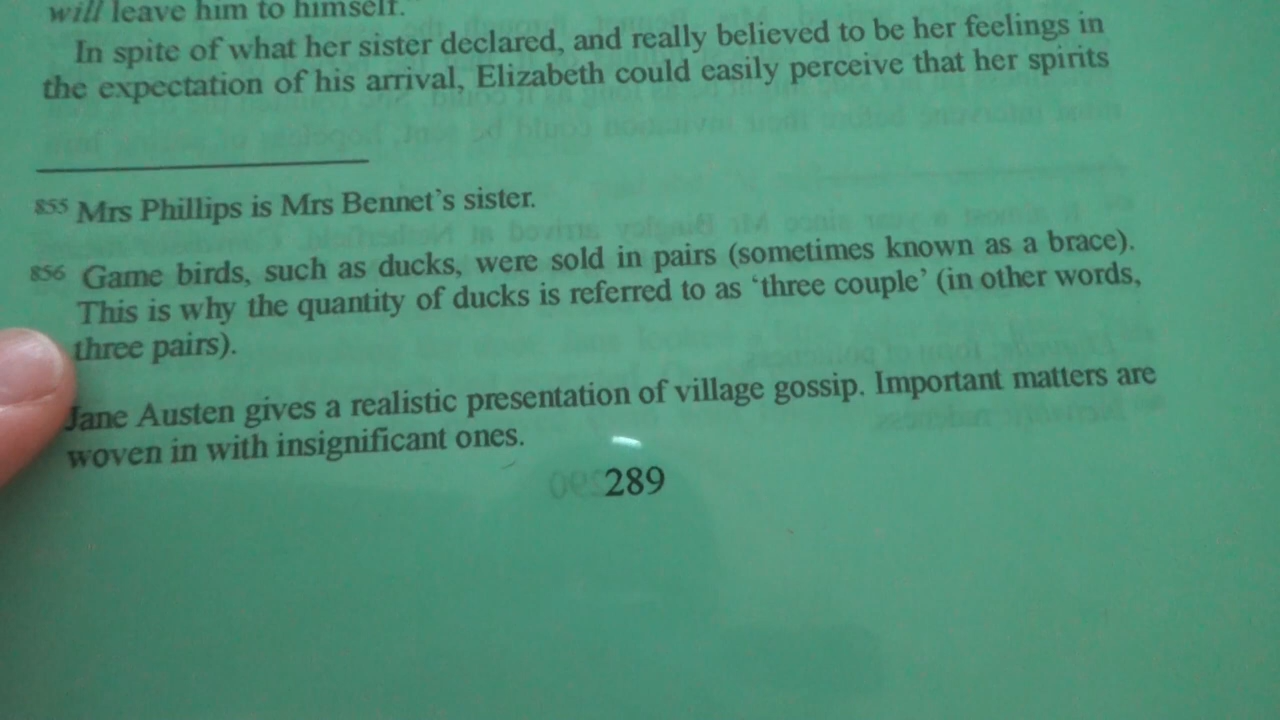 will leave him to himself.
In spite of what her sister declared, and really believed to be her feelings in
the expectation of his arrival, Elizabeth could easily perceive that her spirits
855 Mrs Phillips is Mrs Bennet's sister.
856 Game birds, such as ducks, were sold in pairs (sometimes known as a brace).
This is why the quantity of ducks is referred to as ‘three couple’ (in other words,
three pairs).
Jane Austen gives a realistic presentation of village gossip. Important matters are
woven in with insignificant ones.
289